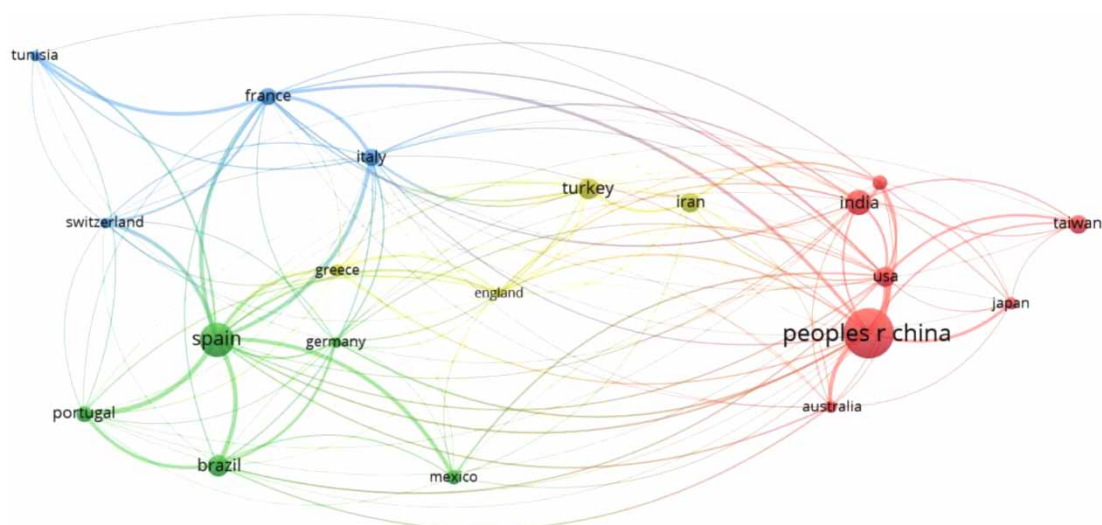 tunisia
france
italy
turkey
iran
india
switzerland
taiwan
greece
usa
england
japan
spain
germany
peoples r china
portugal
australia
brazil
mexico